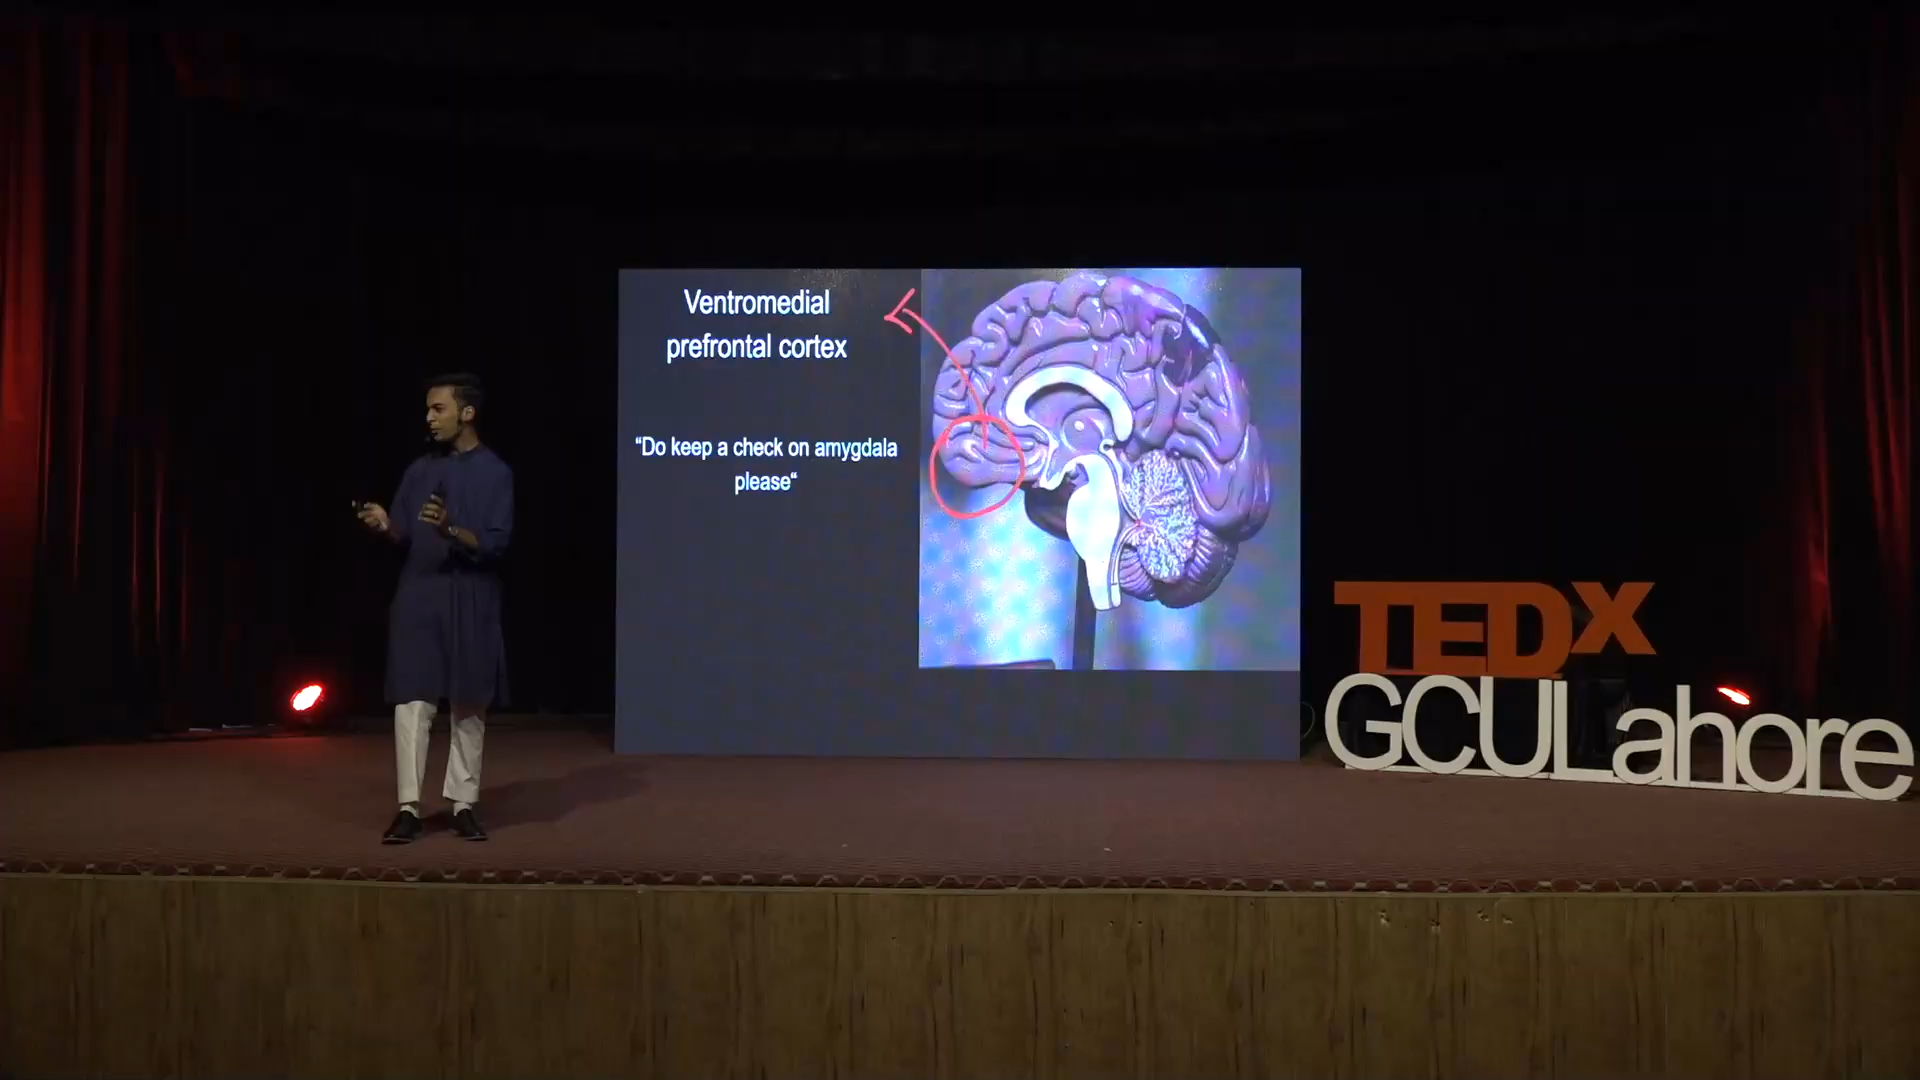 Ventromedial
prefrontal cortex
“Do keep a check on amygdala
please“
TEDx
GCULahore